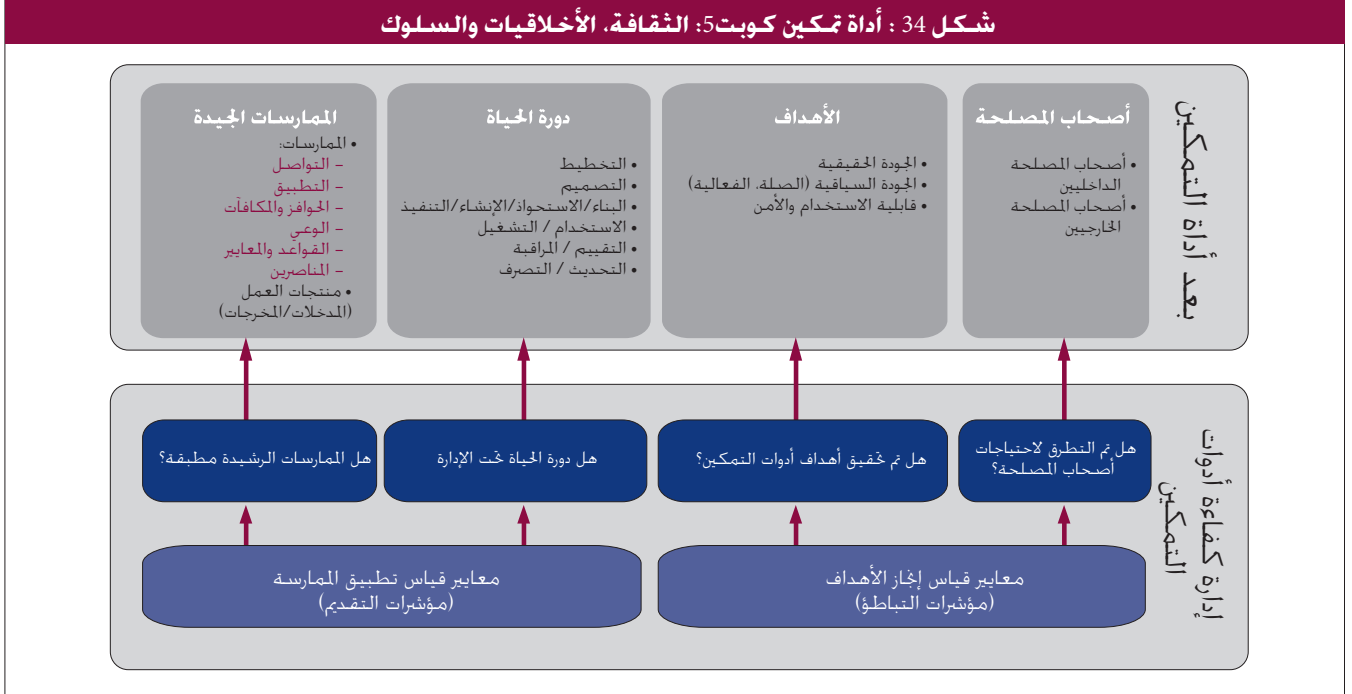 شكل 34 : أداة تمكين كوبت5: الثقافة، الأخلاقيات والسلوك
بعد أداة التمكين
أصحاب المصلحة
• أصحاب المصلحة
الداخليين
• أصحاب المصلحة
الخارجيين
الأهداف
• الجودة الحقيقية
• الجودة السياقية (الصلة، الفعالية)
• قابلية الاستخدام والأمن
دورة الحياة
• التخطيط
• التصميم
• البناء/الاستحواذ/الإنشاء/التنفيذ
• الاستخدام / التشغيل
• التقييم / المراقبة
• التحديث / التصرف
الممارسات الجيدة
• الممارسات:
– التواصل
– التطبيق
– الحوافز والمكافآت
– الوعي
– القواعد والمعايير
– المناصرين
• منتجات العمل
(المدخلات/المخرجات)
إدارة كفاءة أدوات
التمكين
هل تم التطرق لاحتياجات
أصحاب المصلحة؟
هل تم تحقيق أهداف أدوات التمكين؟
هل دورة الحياة تحت الإدارة
هل الممارسات الرشيدة مطبقة؟
معايير قياس إنجاز الأهداف
(مؤشرات التباطؤ)
معايير قياس تطبيق الممارسة
(مؤشرات التقديم)